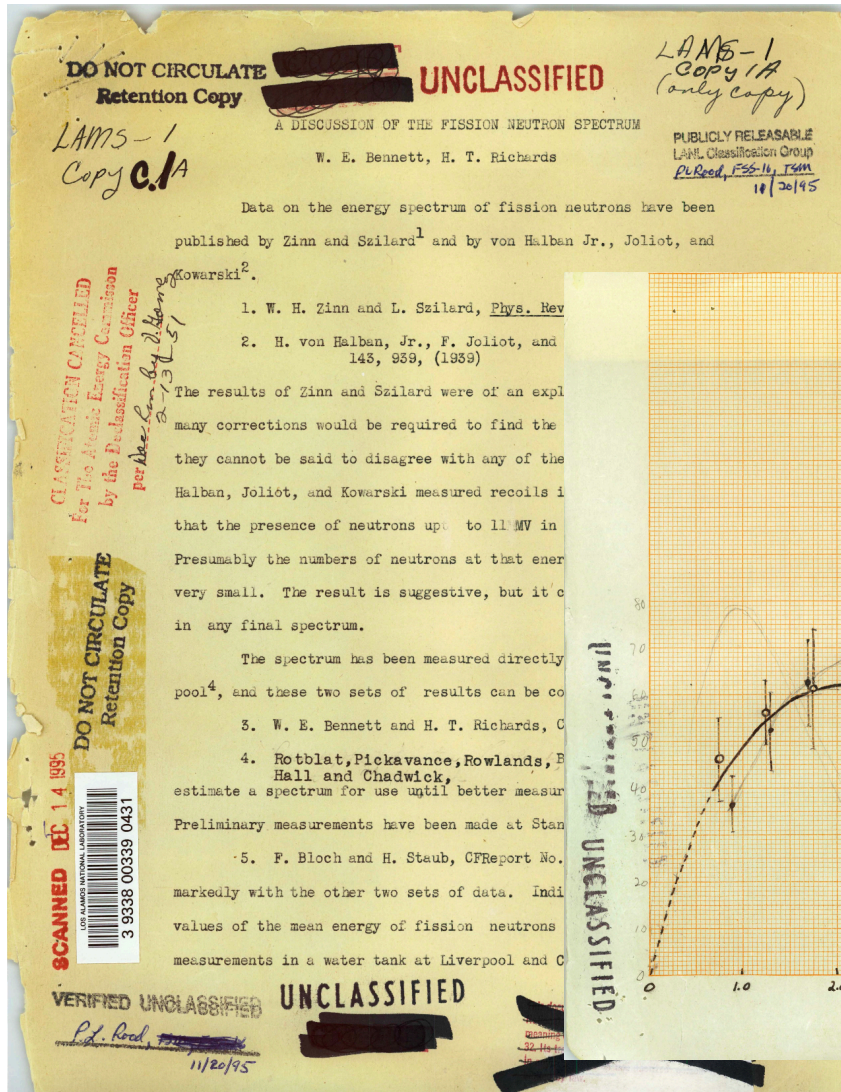 DO NOT CIRCULATE
Retention Copy
UNCLASSIFIED
LAMS-1
Copy 1A
(only copy)
LAMS-1
Copy C.1A
PUBLICLY RELEASABLE
LANL Classification Group
P.L. Rood, FSS-16, TSM
10/20/95
A DISCUSSION OF THE FISSION NEUTRON SPECTRUM
W. E. Bennett, H. T. Richards
Data on the energy spectrum of fission neutrons have been
published by Zinn and Szilard1 and by von Halban Jr., Joliot, and
Kowarski2.
1. W. H. Zinn and L. Szilard, Phys. Rev
2. H. von Halban, Jr., F. Joliot, and
143, 939, (1939)
The results of Zinn and Szilard were of an expl
many corrections would be required to find the
they cannot be said to disagree with any of the
Halban, Joliot, and Kowarski measured recoils i
that the presence of neutrons up to 11 MV in
Presumably the numbers of neutrons at that ener
very small. The result is suggestive, but it c
in any final spectrum.
The spectrum has been measured directly
pool4, and these two sets of results can be co
3. W. E. Bennett and H. T. Richards, C
4. Rotblat,Pickavance,Rowlands, B
Hall and Chadwick,
estimate a spectrum for use until better measur
Preliminary measurements have been made at Stan
5. F. Bloch and H. Staub, CFReport No.
markedly with the other two sets of data. Indi
values of the mean energy of fission neutrons
measurements in a water tank at Liverpool and C
CLASSIFICATION CANCELLED
For The Atomic Energy Commission
by the Declassification Officer
per
2-13-51
DO NOT CIRCULATE
Retention Copy
SCANNED DEC 14 1995
LOS ALAMOS NATIONAL LABORATORY
3 9338 00339 0431
VERIFIED UNCLASSIFIED
P.L. Rood,
11/20/95
UNCLASSIFIED
UNCLASSIFIED
80
70
50
40
30
20
10
0
0
1.0
2.